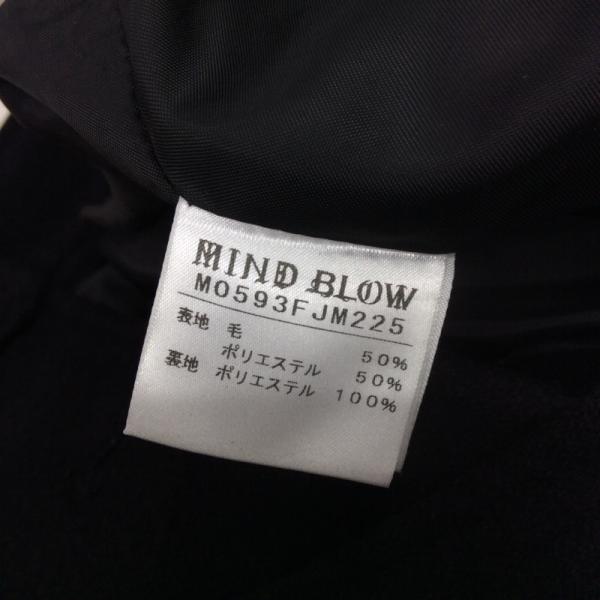 MIND BLOW
M0593FJM225
表地 毛 50%
ポリエステル 50%
裏地 ポリエステル 100%